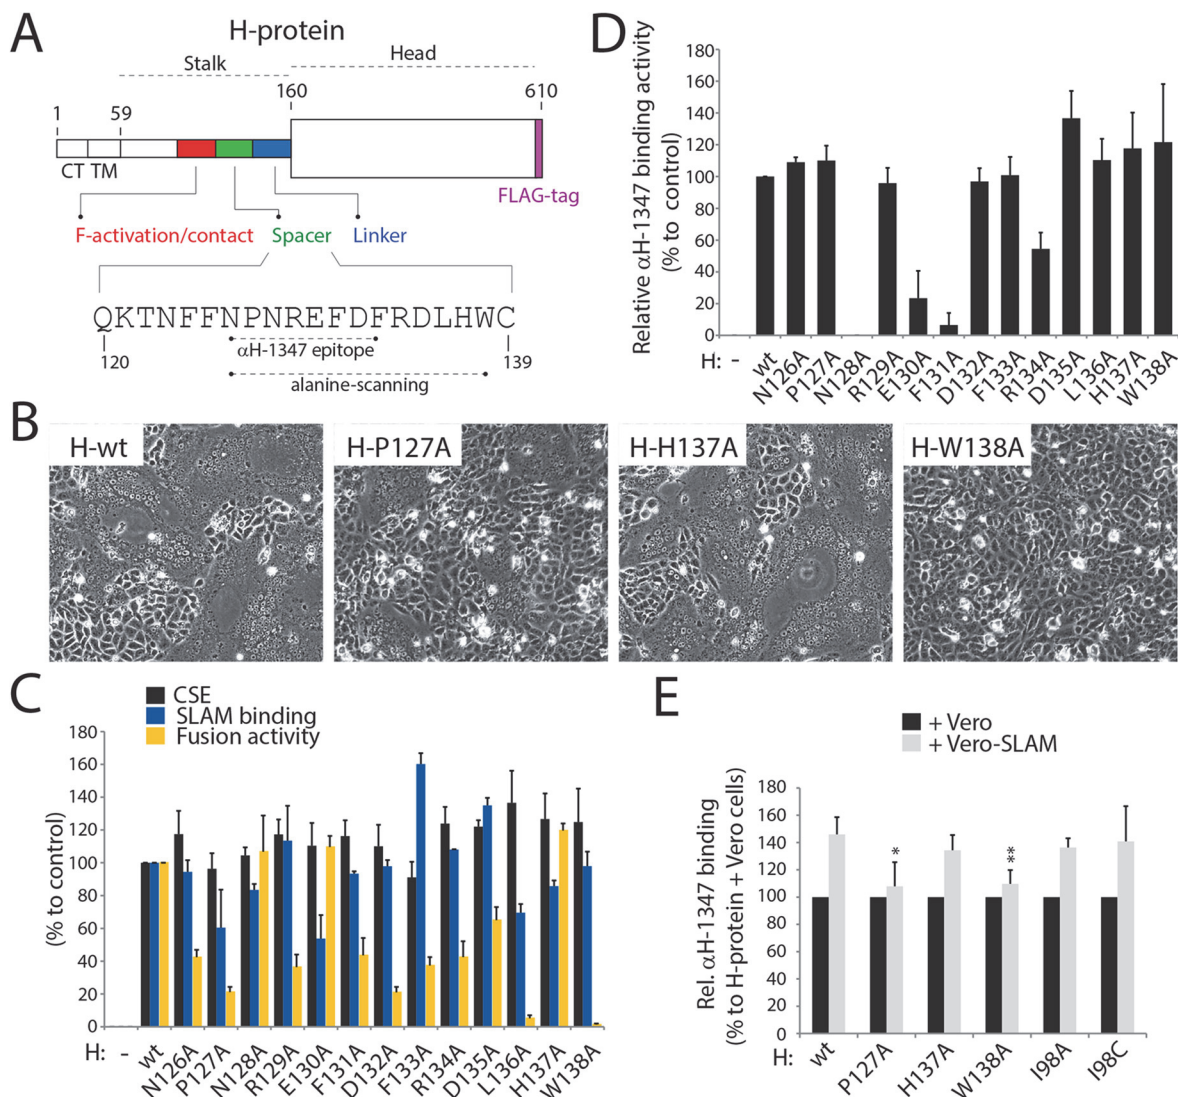 A
H-protein
Stalk
Head
1
59
160
610
CT TM
FLAG-tag
F-activation/contact
Spacer
Linker
QKTNFFNPNREFDFRDLHWC
120
αH-1347 epitope
139
alanine-scanning
D
Relative αH-1347 binding activity
(% to control)
180
160
140
120
100
80
60
40
20
0
H: - wt N126A P127A N128A R129A E130A F131A D132A F133A R134A D135A L136A H137A W138A
B
H-wt
H-P127A
H-H137A
H-W138A
C
CSE
SLAM binding
Fusion activity
(% to control)
180
160
140
120
100
80
60
40
20
0
H: - wt N126A P127A N128A R129A E130A F131A D132A F133A R134A D135A L136A H137A W138A
E
+ Vero
+ Vero-SLAM
Rel. αH-1347 binding
(% to H-protein + Vero cells)
180
160
140
120
100
80
60
40
20
0
*
**
H: wt P127A H137A W138A I98A I98C